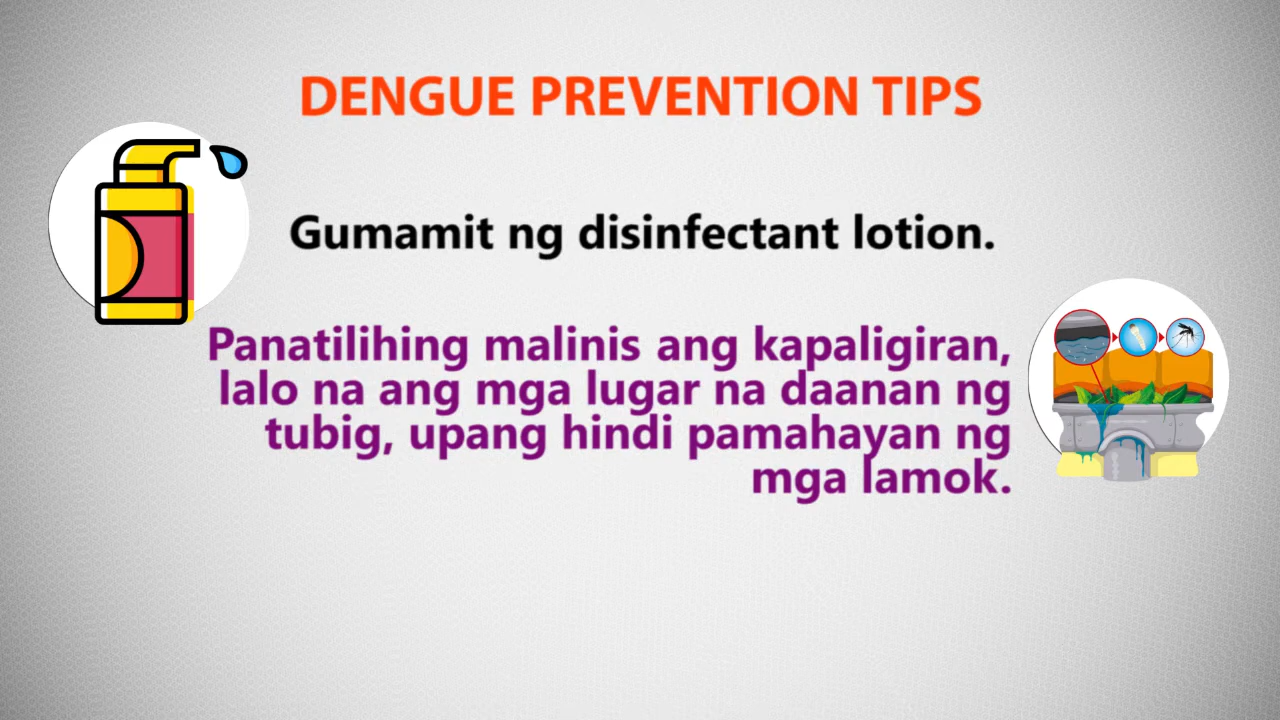 DENGUE PREVENTION TIPS
Gumamit ng disinfectant lotion.
Panatilihing malinis ang kapaligiran,
lalo na ang mga lugar na daanan ng
tubig, upang hindi pamahayan ng
mga lamok.